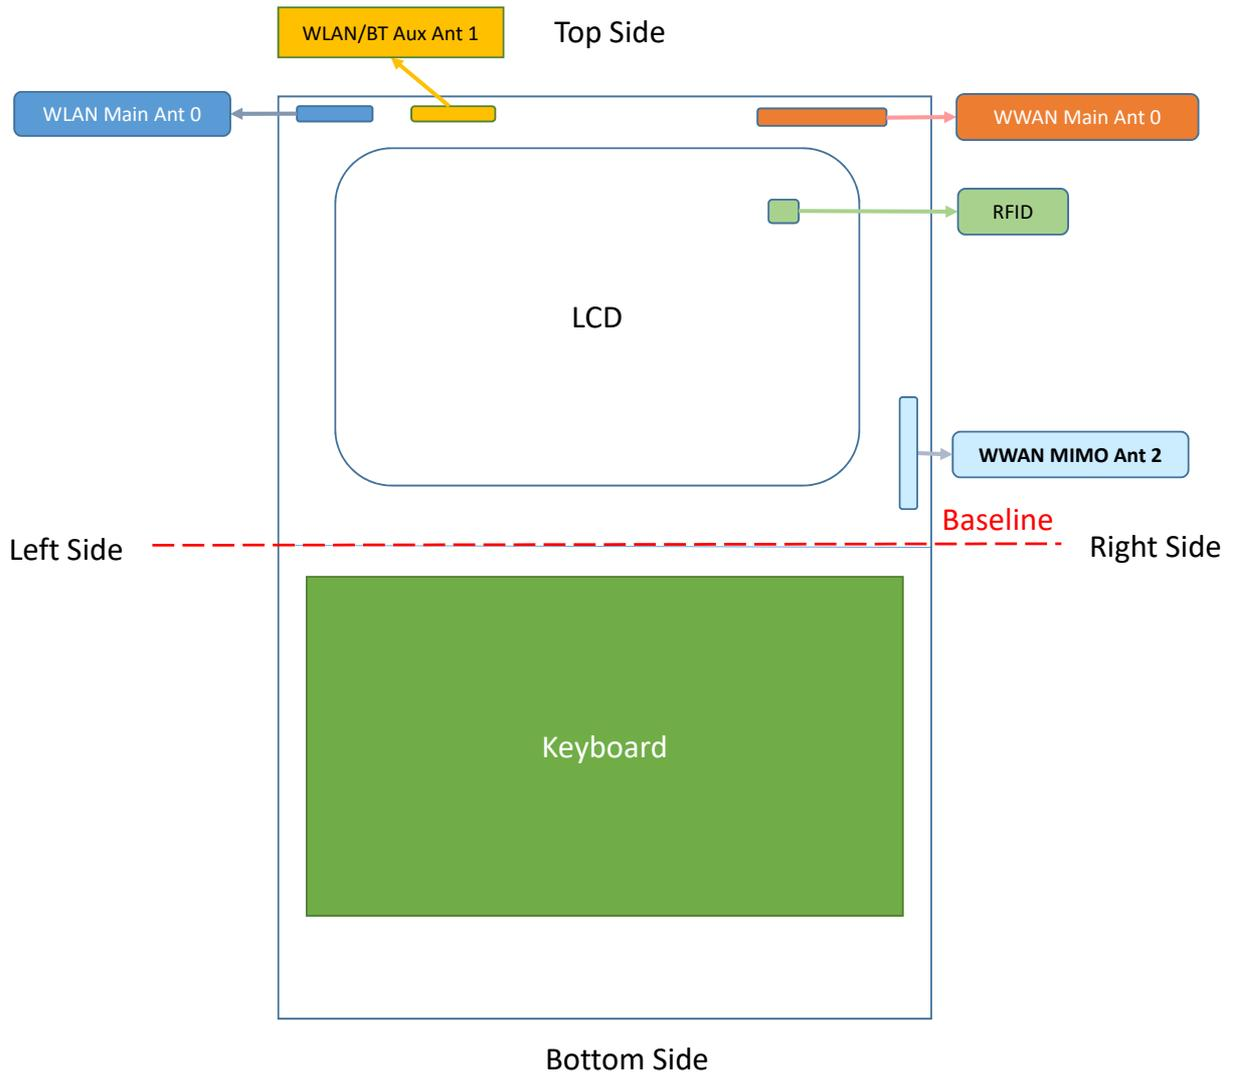 WLAN/BT Aux Ant 1
Top Side
WLAN Main Ant 0
WWAN Main Ant 0
RFID
LCD
WWAN MIMO Ant 2
Baseline
Left Side
Right Side
Keyboard
Bottom Side